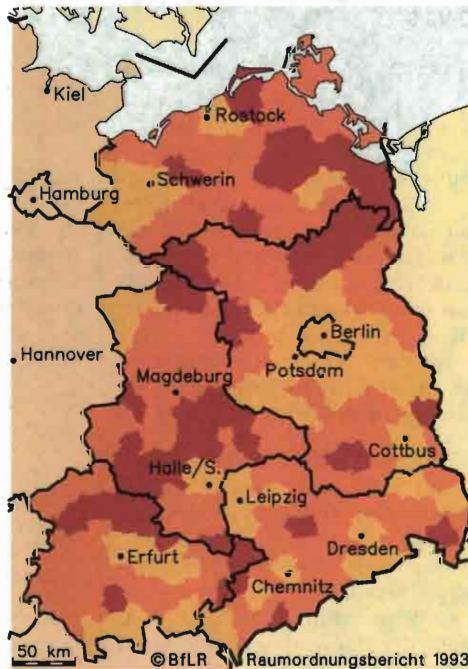 Kiel
Rostock
Schwerin
Hamburg
Berlin
Hannover
Potsdam
Magdeburg
Cottbus
Halle/S.
Leipzig
Dresden
Erfurt
Chemnitz
50 km
©BfLR Raumordnungsbericht 1993